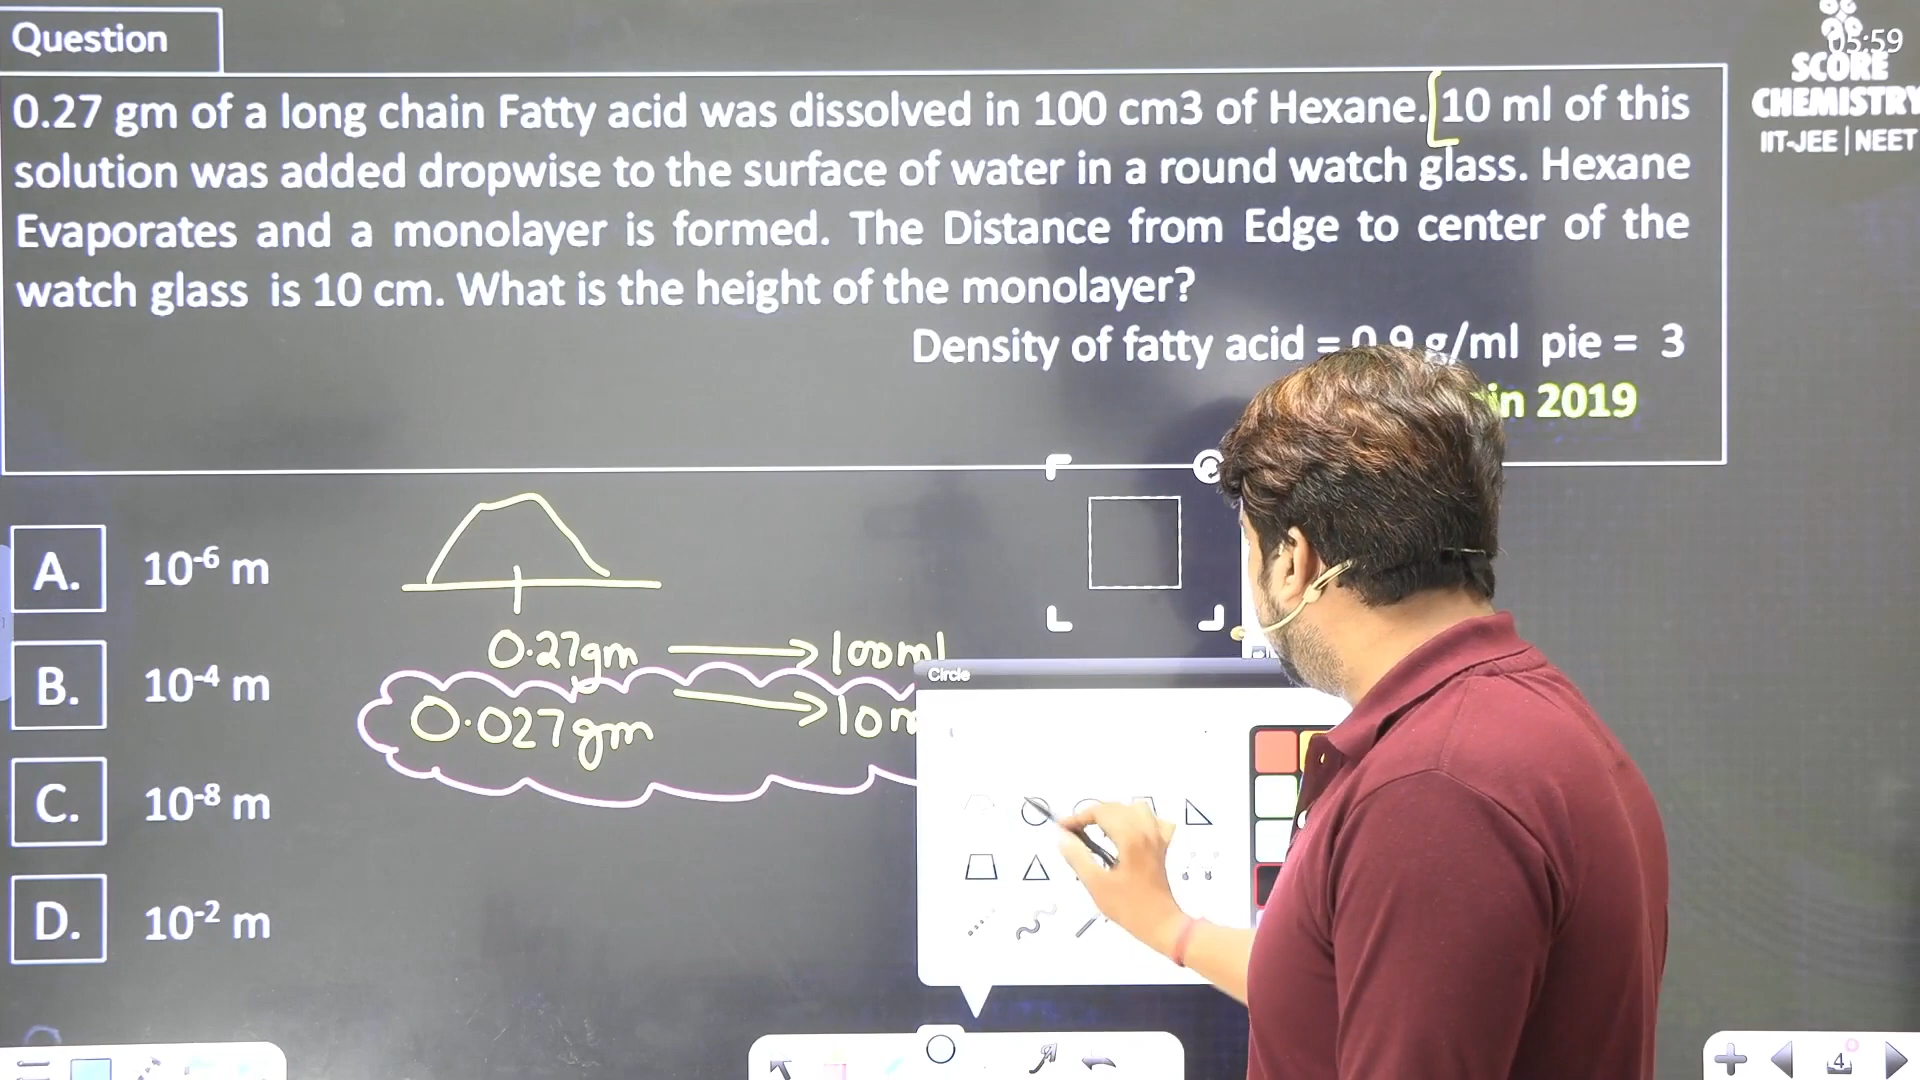 Question
05:59
SCORE
CHEMISTRY
IIT-JEE | NEET
0.27 gm of a long chain Fatty acid was dissolved in 100 cm3 of Hexane. [10 ml of this
solution was added dropwise to the surface of water in a round watch glass. Hexane
Evaporates and a monolayer is formed. The Distance from Edge to center of the
watch glass is 10 cm. What is the height of the monolayer?
Density of fatty acid = 0.9 g/ml pie = 3
in 2019
A. 10⁻⁶ m
B. 10⁻⁴ m
C. 10⁻⁸ m
D. 10⁻² m
0.27gm → 100ml
0.027gm → 10m
Circle
4